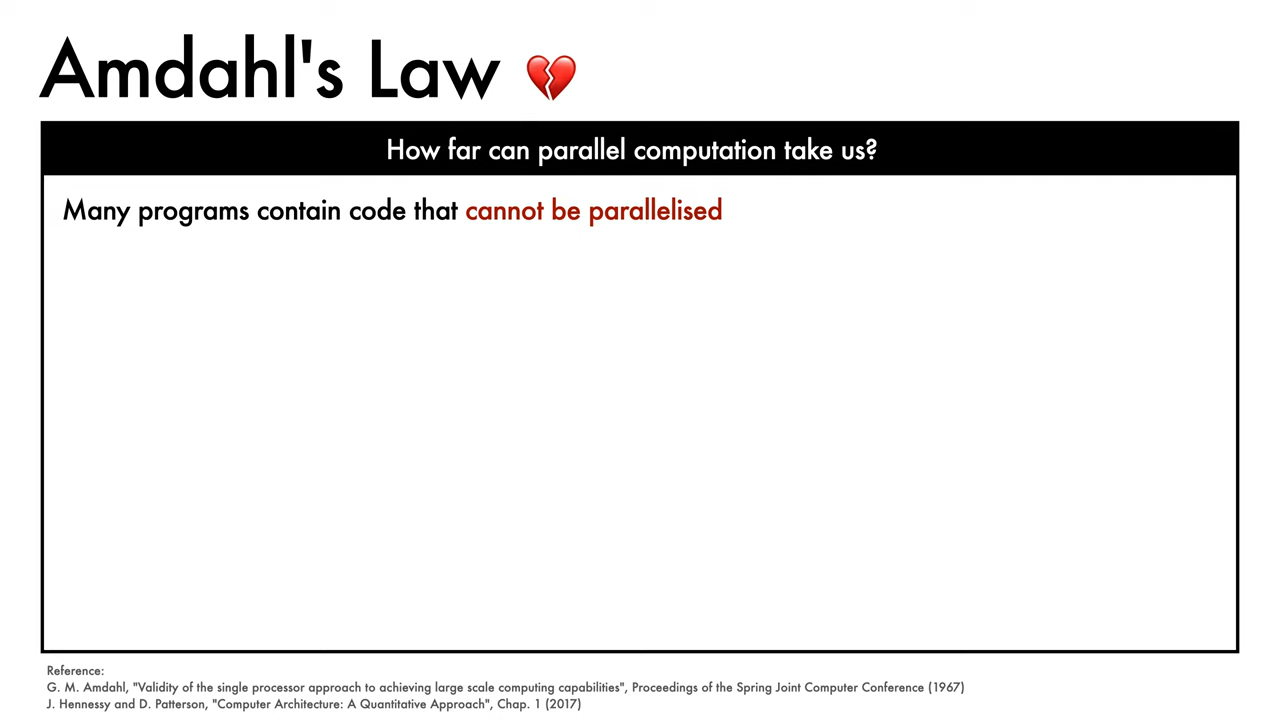 Amdahl's Law 💔
How far can parallel computation take us?
Many programs contain code that cannot be parallelised
Reference:
G. M. Amdahl, "Validity of the single processor approach to achieving large scale computing capabilities", Proceedings of the Spring Joint Computer Conference (1967)
J. Hennessy and D. Patterson, "Computer Architecture: A Quantitative Approach", Chap. 1 (2017)